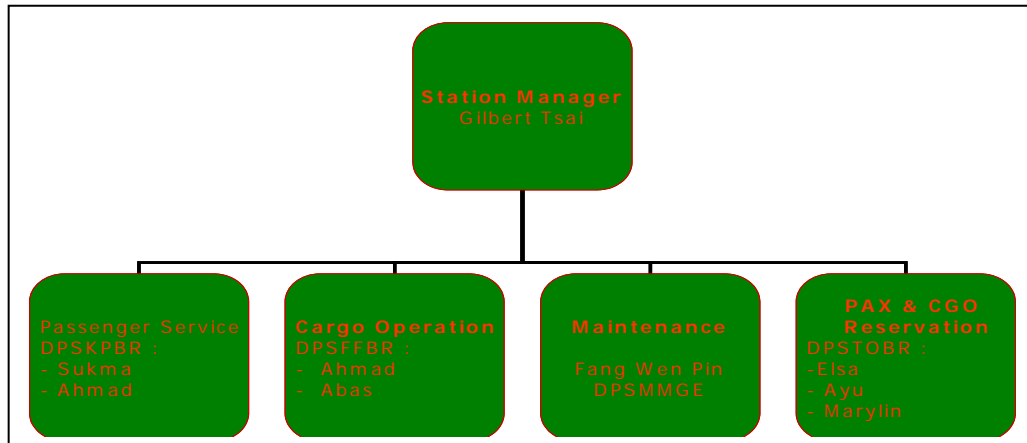 Station Manager
Gilbert Tsai
Passenger Service
DPSKPBR :
- Sukma
- Ahmad
Cargo Operation
DPSFFBR :
- Ahmad
- Abas
Maintenance
Fang Wen Pin
DPSMMGE
PAX & CGO
Reservation
DPSTOBR :
-Elsa
- Ayu
- Marylin